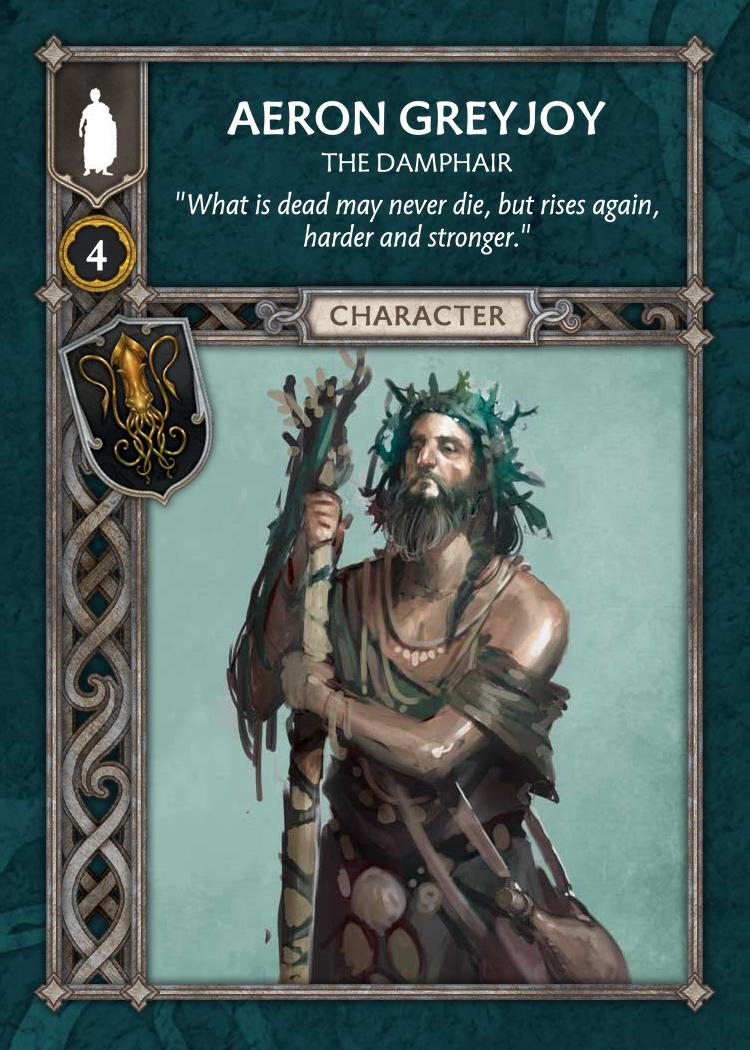 AERON GREYJOY
THE DAMPHAIR
"What is dead may never die, but rises again,
harder and stronger."
4
CHARACTER